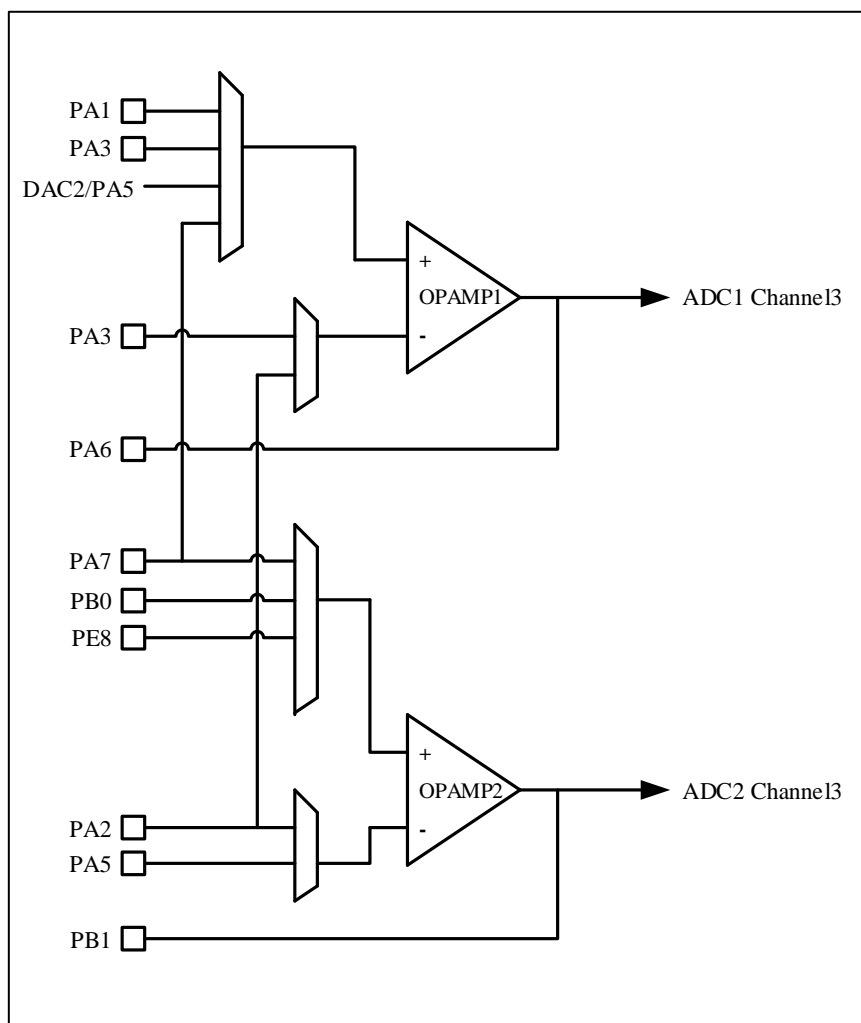 PA1
PA3
DAC2/PA5
+
OPAMP1
ADC1 Channel3
PA3
-
PA6
PA7
PB0
PE8
+
OPAMP2
ADC2 Channel3
PA2
-
PA5
PB1